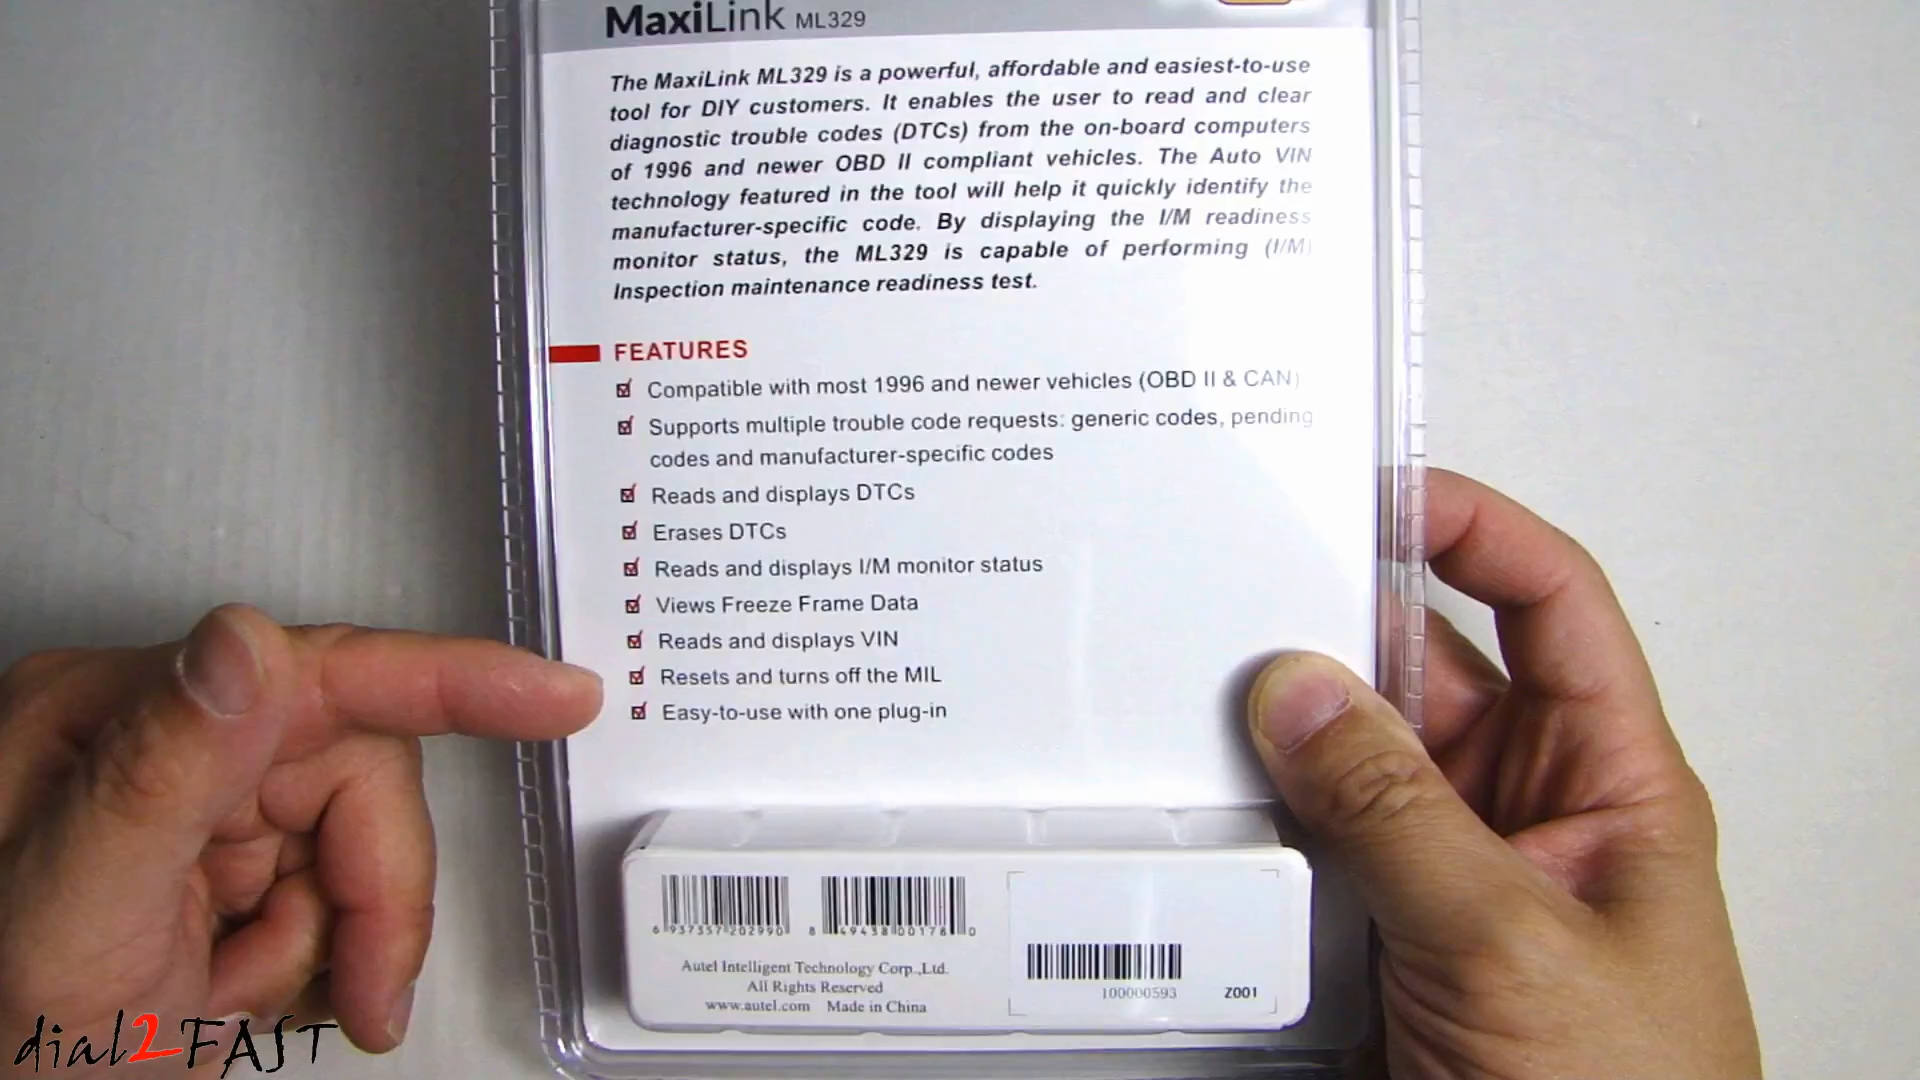 MaxiLink ML329
The MaxiLink ML329 is a powerful, affordable and easiest-to-use
tool for DIY customers. It enables the user to read and clear
diagnostic trouble codes (DTCs) from the on-board computers
of 1996 and newer OBD II compliant vehicles. The Auto VIN
technology featured in the tool will help it quickly identify the
manufacturer-specific code. By displaying the I/M readiness
monitor status, the ML329 is capable of performing (I/M)
Inspection maintenance readiness test.
FEATURES
Compatible with most 1996 and newer vehicles (OBD II & CAN)
Supports multiple trouble code requests: generic codes, pending
codes and manufacturer-specific codes
Reads and displays DTCs
Erases DTCs
Reads and displays I/M monitor status
Views Freeze Frame Data
Reads and displays VIN
Resets and turns off the MIL
Easy-to-use with one plug-in
6 937357 202990 8 49438 00178 0
Autel Intelligent Technology Corp.,Ltd.
All Rights Reserved
www.autel.com Made in China
100000593 Z001
dial2FAST